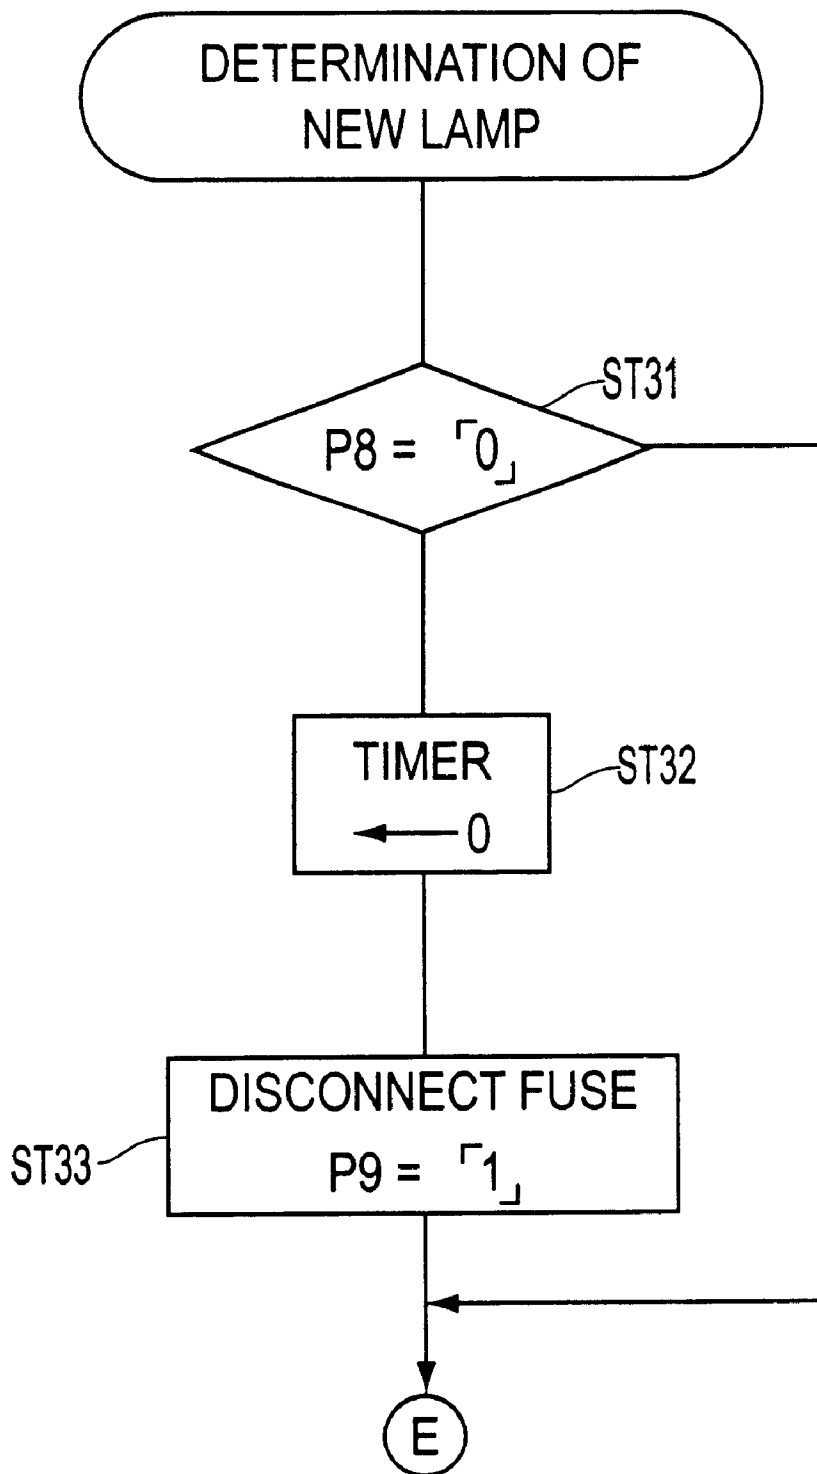 DETERMINATION OF
NEW LAMP
ST31
P8 = 「0」
TIMER
ST32
← 0
DISCONNECT FUSE
ST33
P9 = 「1」
E